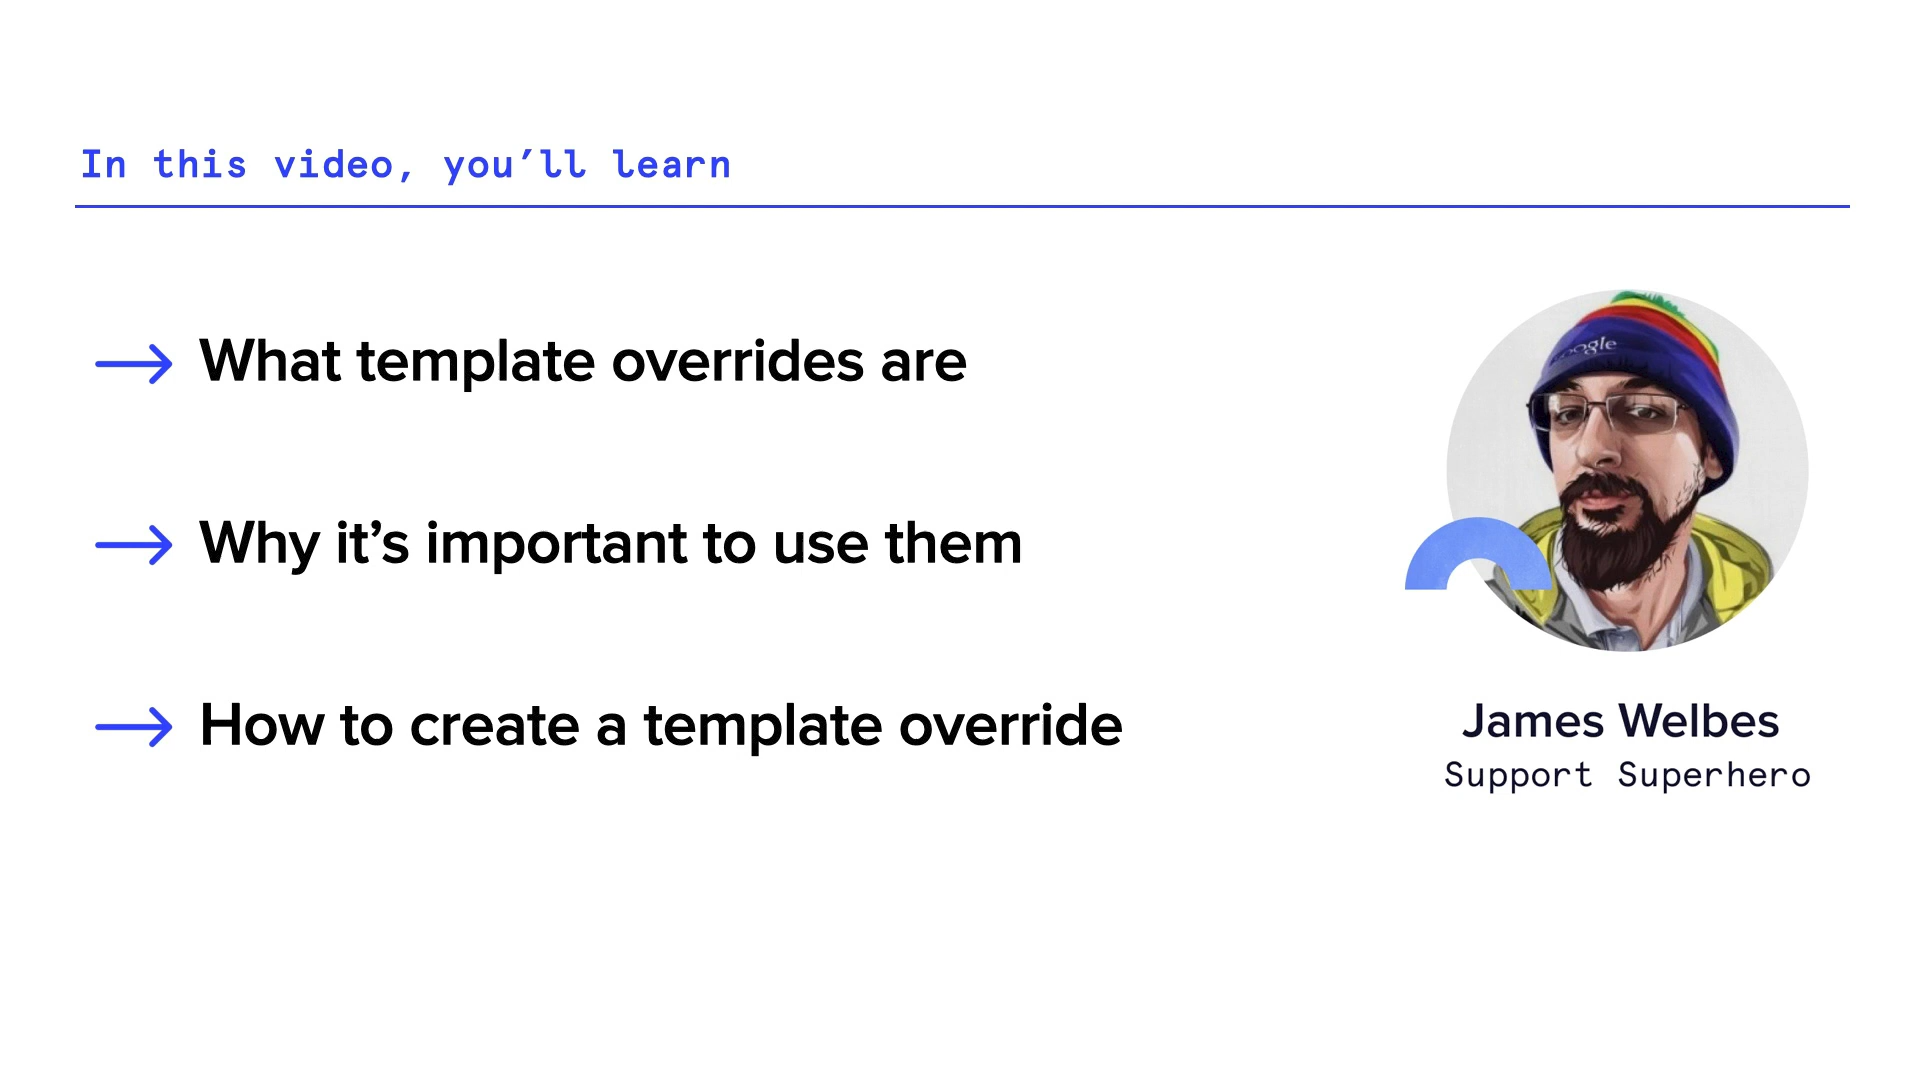 In this video, you’ll learn
What template overrides are
Why it’s important to use them
How to create a template override
James Welbes
Support Superhero